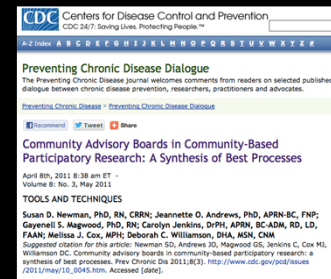 CDC Centers for Disease Control and Prevention
CDC 24/7: Saving Lives. Protecting People.™
A-Z Index A B C D E F G H I J K L M N O P Q R S T U V W X Y Z #
Preventing Chronic Disease Dialogue
The Preventing Chronic Disease journal welcomes comments from readers on selected published
dialogue between chronic disease prevention, researchers, practitioners and advocates.
Preventing Chronic Disease > Preventing Chronic Disease Dialogue
Recommend Tweet Share
Community Advisory Boards in Community-Based
Participatory Research: A Synthesis of Best Processes
April 8th, 2011 8:38 am ET -
Volume 8: No. 3, May 2011
TOOLS AND TECHNIQUES
Susan D. Newman, PhD, RN, CRRN; Jeannette O. Andrews, PhD, APRN-BC, FNP;
Gayenell S. Magwood, PhD, RN; Carolyn Jenkins, DrPH, APRN, BC-ADM, RD, LD,
FAAN; Melissa J. Cox, MPH; Deborah C. Williamson, DHA, MSN, CNM
Suggested citation for this article: Newman SD, Andrews JO, Magwood GS, Jenkins C, Cox MJ,
Williamson DC. Community advisory boards in community-based participatory research: a
synthesis of best processes. Prev Chronic Dis 2011;8(3). http://www.cdc.gov/pcd/issues
/2011/may/10_0045.htm. Accessed [date].